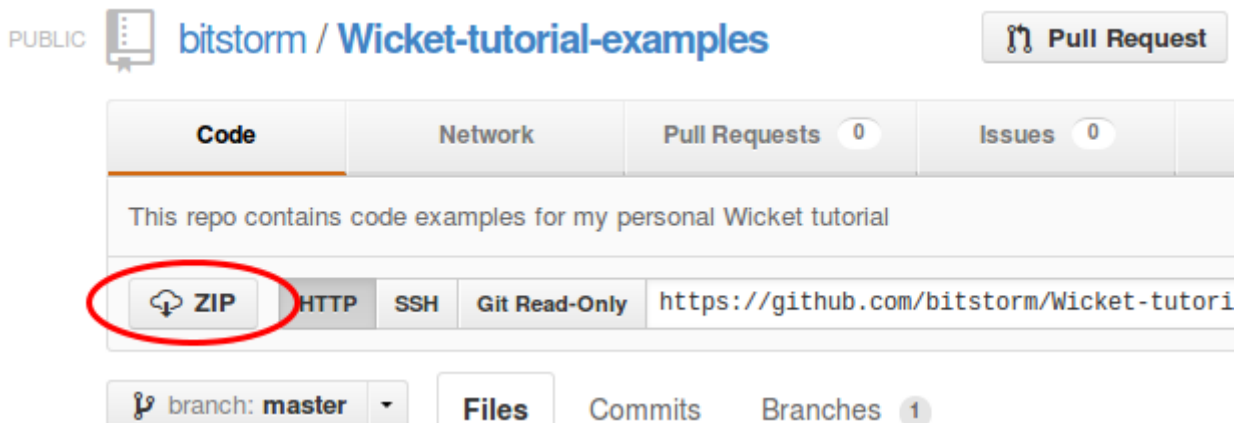 PUBLIC bitstorm / Wicket-tutorial-examples Pull Request
Code Network Pull Requests 0 Issues 0
This repo contains code examples for my personal Wicket tutorial
ZIP HTTP SSH Git Read-Only https://github.com/bitstorm/Wicket-tutori
branch: master Files Commits Branches 1